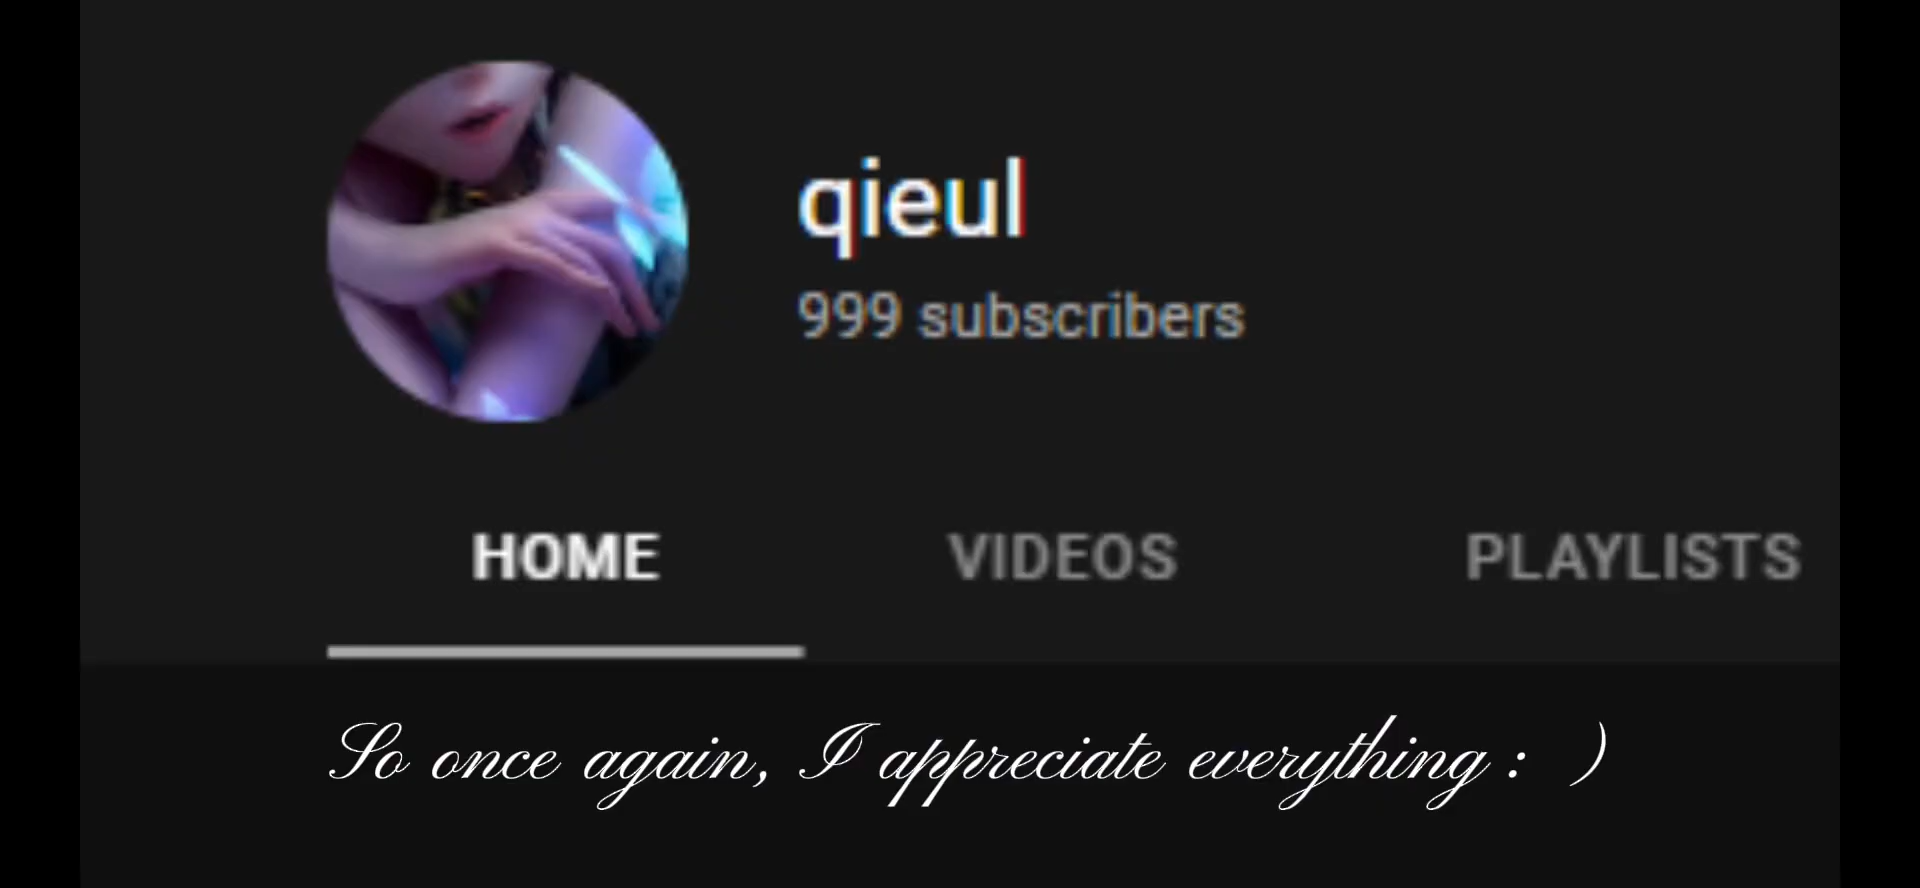 qieul
999 subscribers
HOME VIDEOS PLAYLISTS
So once again, I appreciate everything : )